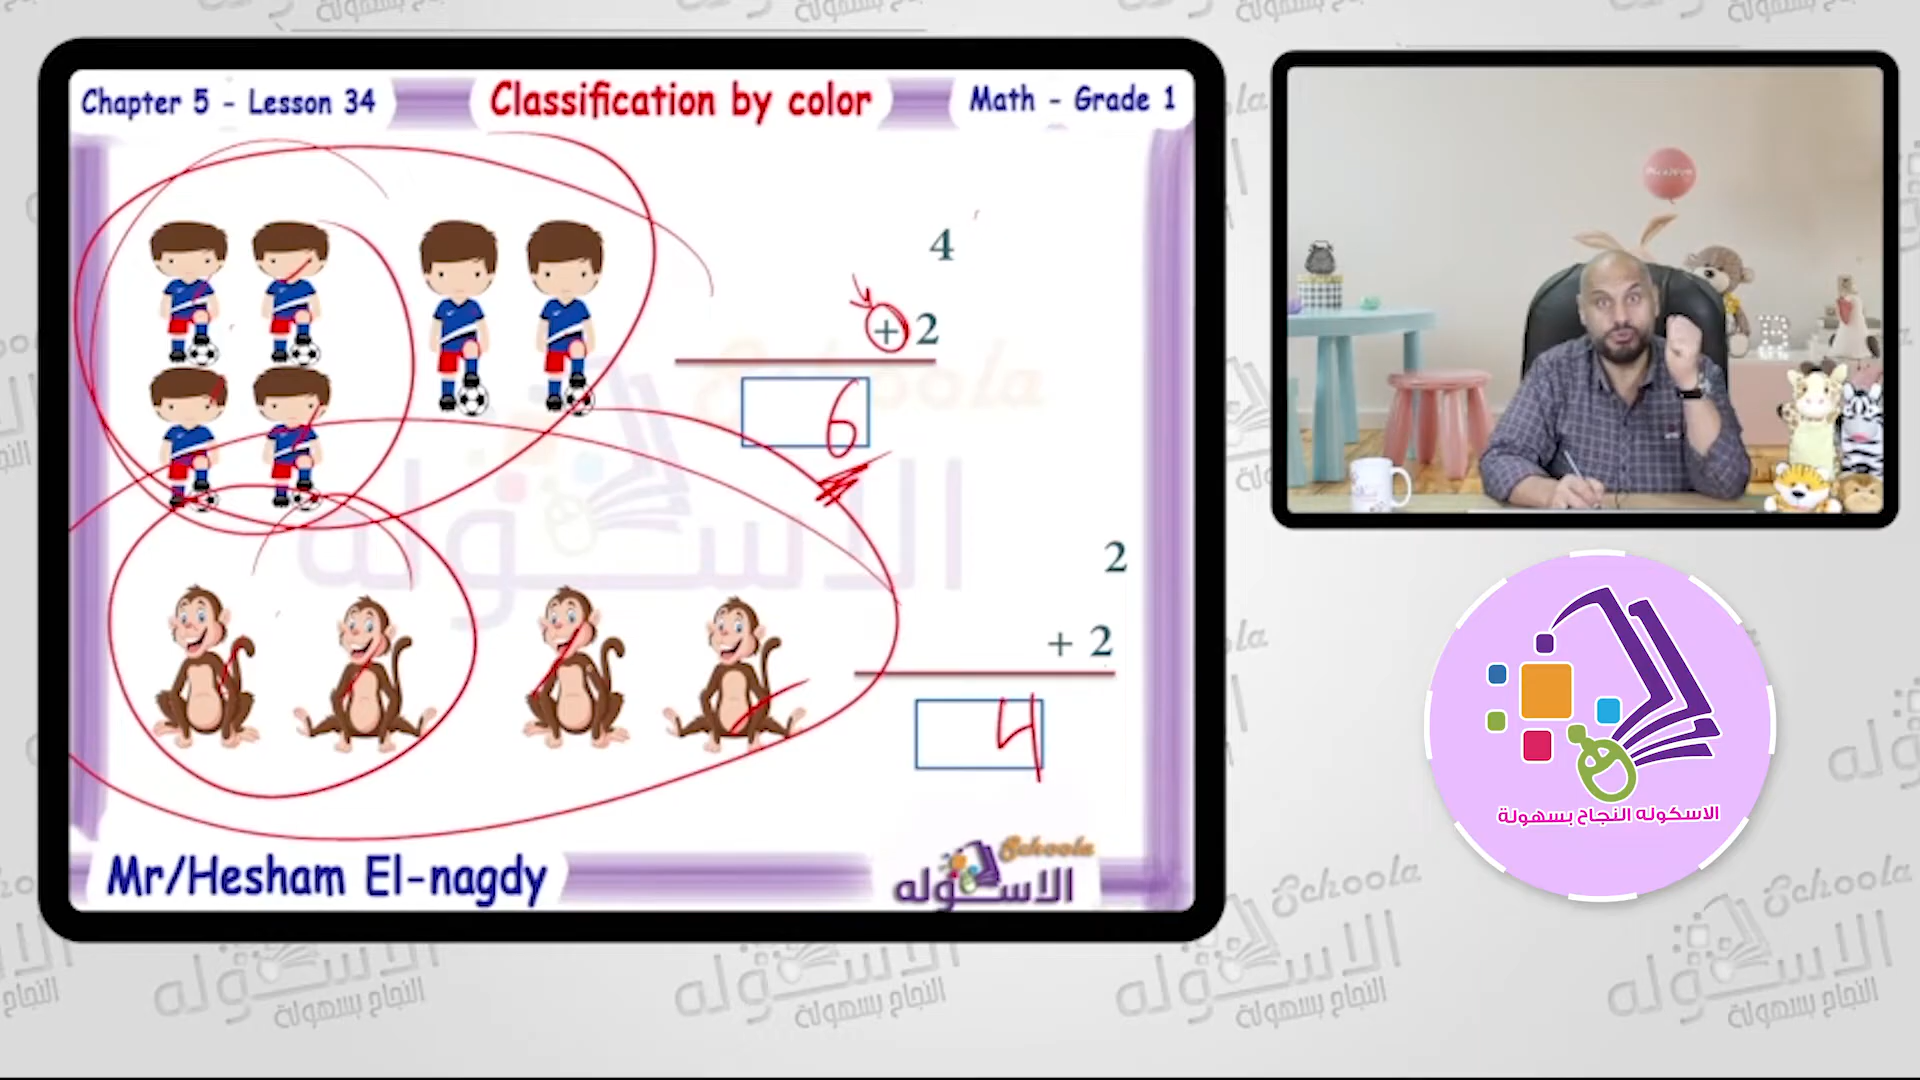 Chapter 5 - Lesson 34
Classification by color
Math - Grade 1
4
+ 2
6
2
+ 2
4
Mr/Hesham El-nagdy
Schoola
الاسكوله
الاسكوله النجاح بسهولة